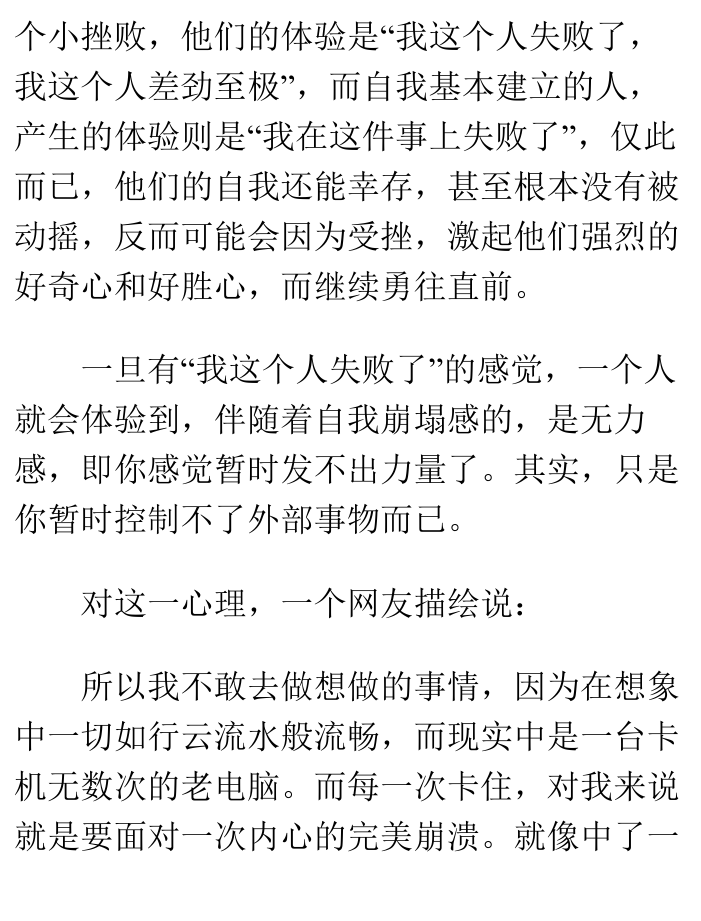 个小挫败，他们的体验是“我这个人失败了，
我这个人差劲至极”，而自我基本建立的人，
产生的体验则是“我在这件事上失败了”，仅此
而已，他们的自我还能幸存，甚至根本没有被
动摇，反而可能会因为受挫，激起他们强烈的
好奇心和好胜心，而继续勇往直前。
一旦有“我这个人失败了”的感觉，一个人
就会体验到，伴随着自我崩塌感的，是无力
感，即你感觉暂时发不出力量了。其实，只是
你暂时控制不了外部事物而已。
对这一心理，一个网友描绘说：
所以我不敢去做想做的事情，因为在想象
中一切如行云流水般流畅，而现实中是一台卡
机无数次的老电脑。而每一次卡住，对我来说
就是要面对一次内心的完美崩溃。就像中了一